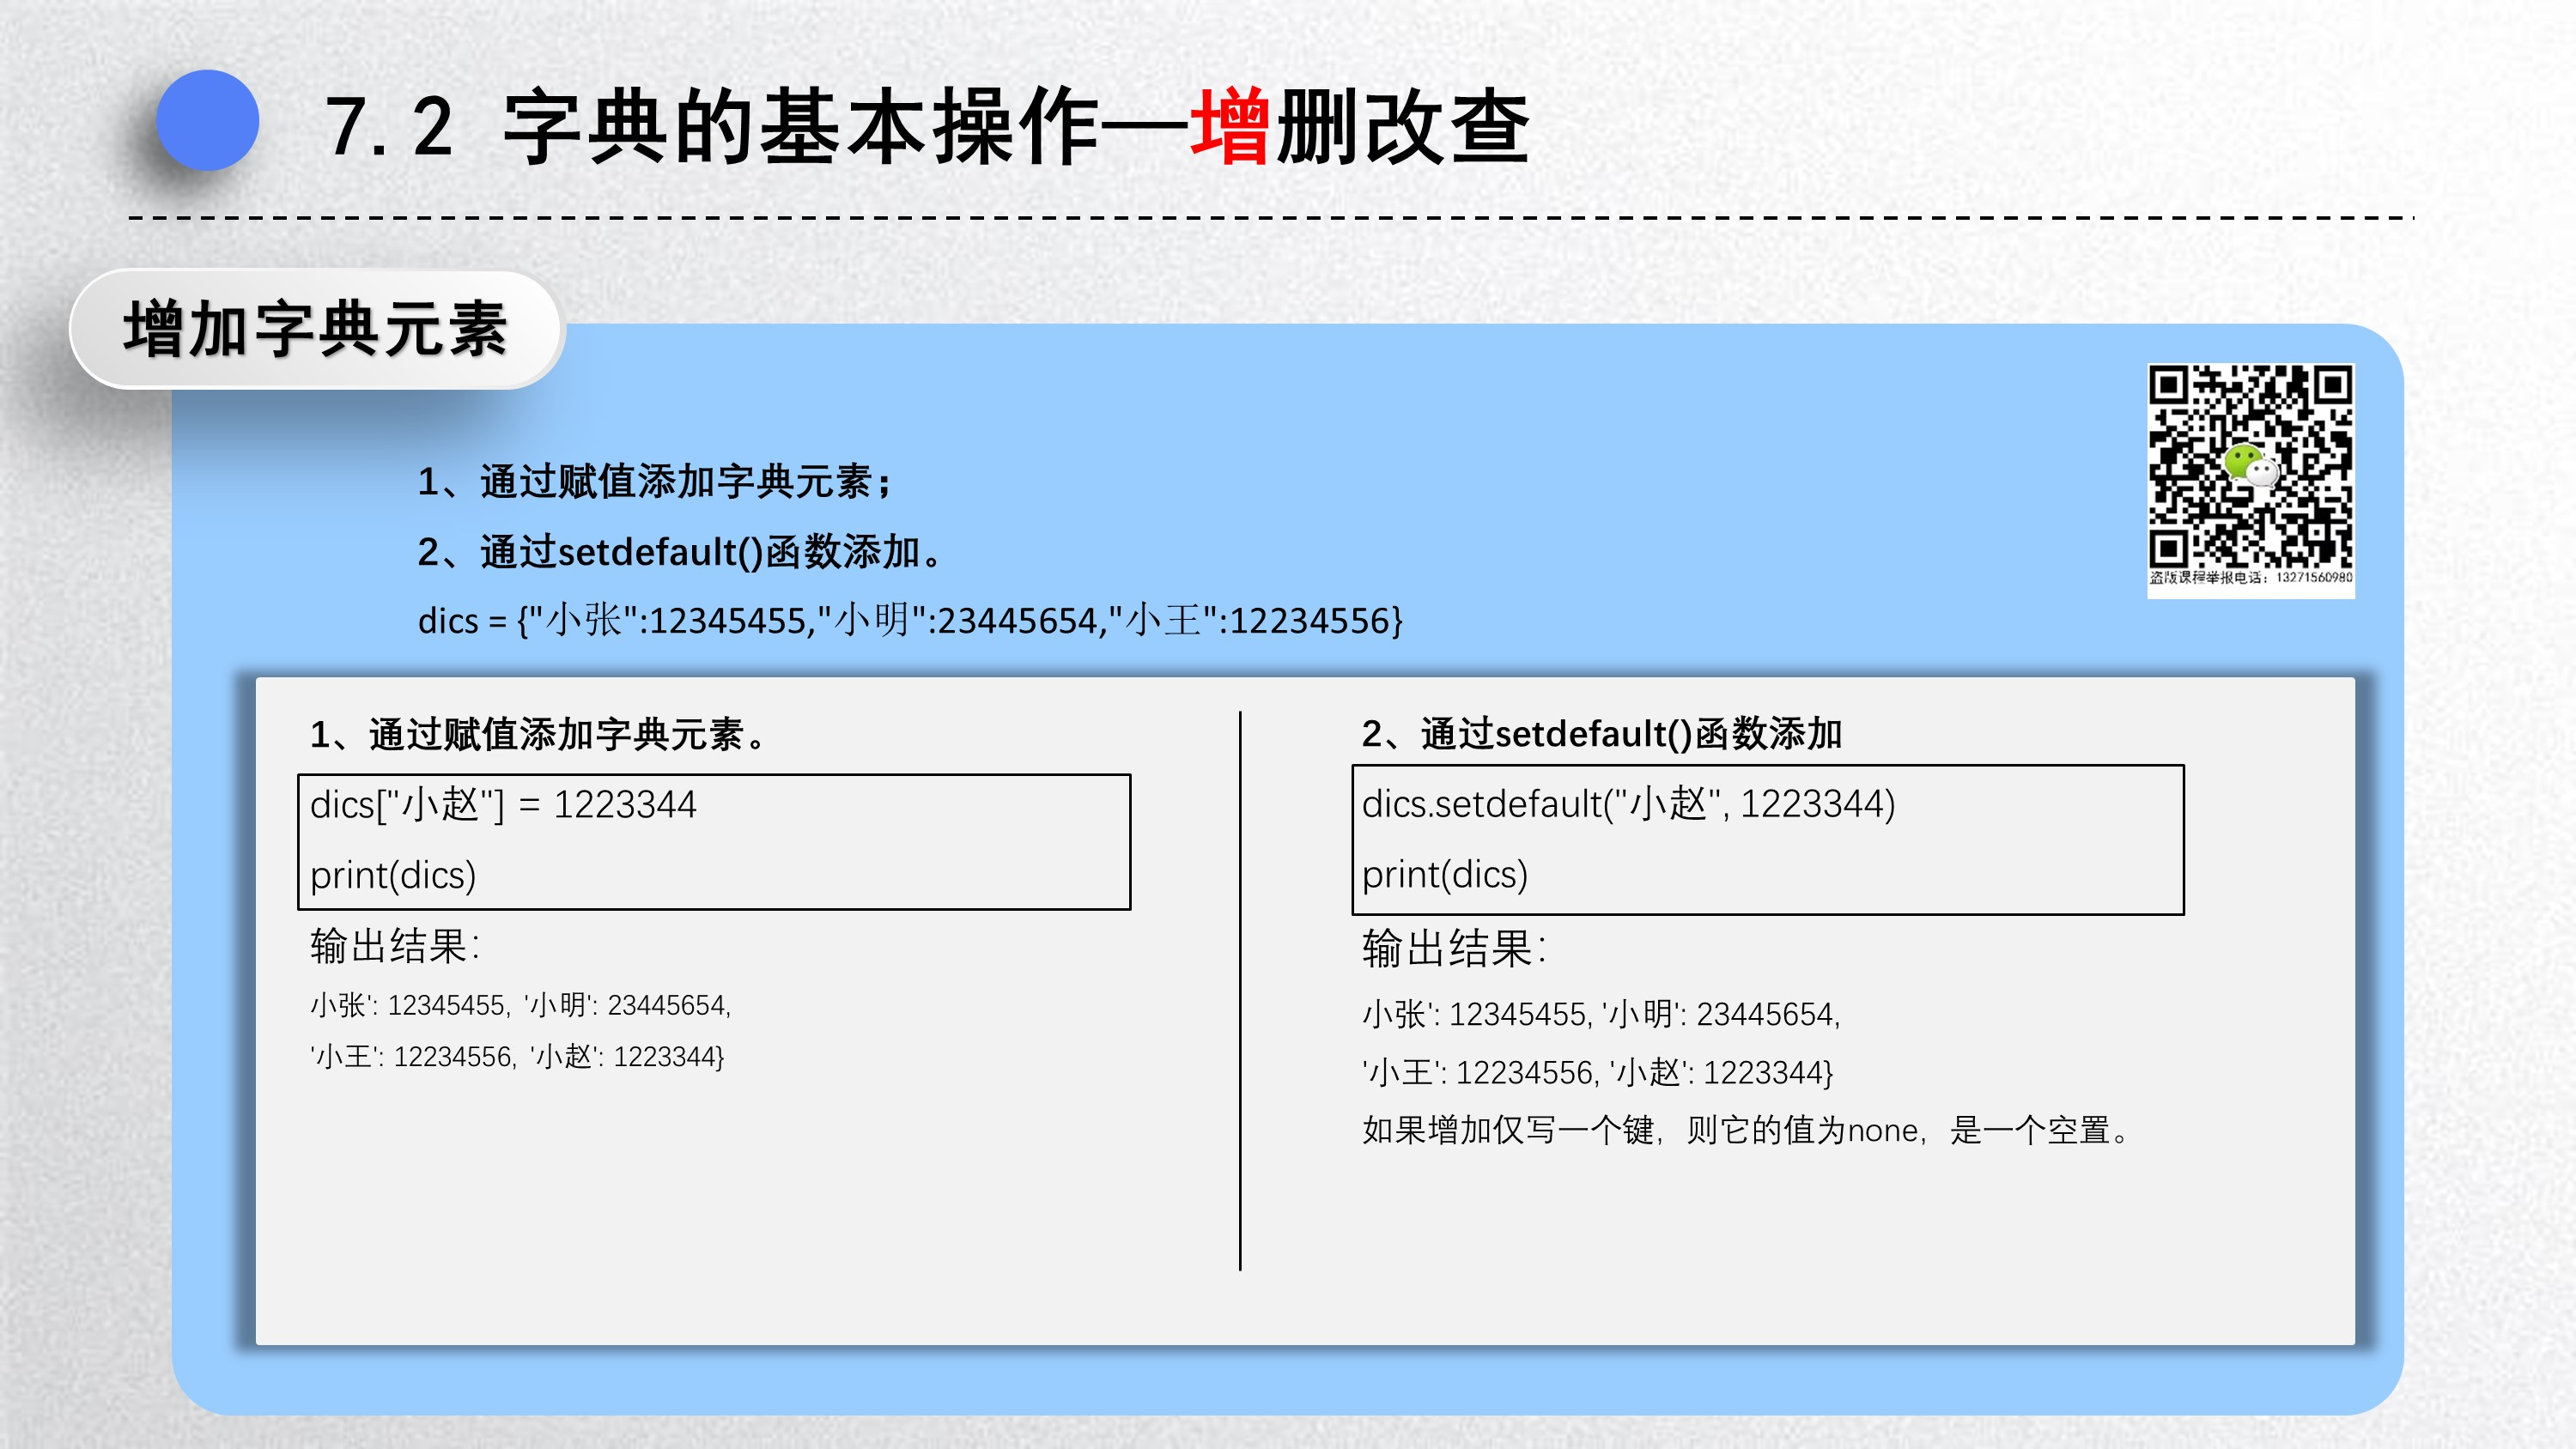 7.2 字典的基本操作—增删改查
增加字典元素
1、通过赋值添加字典元素；
2、通过setdefault()函数添加。
dics = {"小张":12345455,"小明":23445654,"小王":12234556}
盗版课程举报电话：13271560980
1、通过赋值添加字典元素。
dics["小赵"] = 1223344
print(dics)
输出结果：
小张': 12345455, '小明': 23445654,
'小王': 12234556, '小赵': 1223344}
2、通过setdefault()函数添加
dics.setdefault("小赵", 1223344)
print(dics)
输出结果：
小张': 12345455, '小明': 23445654,
'小王': 12234556, '小赵': 1223344}
如果增加仅写一个键，则它的值为none，是一个空置。